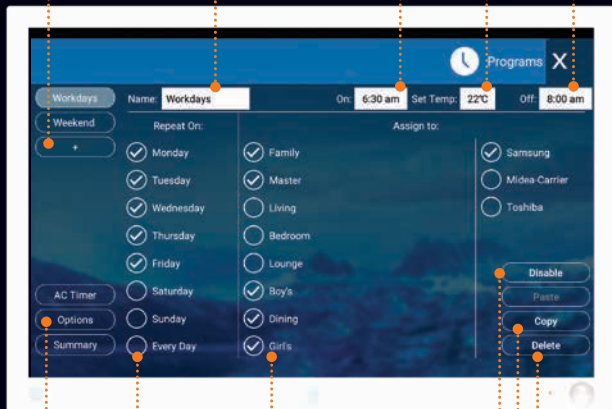 Programs X
Workdays Name: Workdays On: 6:30 am Set Temp: 22°C Off: 8:00 am
Weekend Repeat On: Assign to:
+ Monday Family Samsung
Tuesday Master Midea-Carrier
Wednesday Living Toshiba
Thursday Bedroom
Friday Lounge Disable
AC Timer Saturday Boy's Paste
Options Sunday Dining Copy
Summary Every Day Girl's Delete